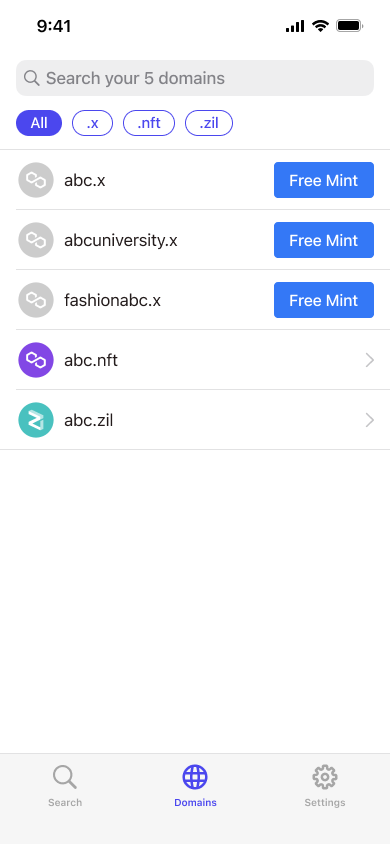 9:41
Search your 5 domains
All .x .nft .zil
abc.x Free Mint
abcuniversity.x Free Mint
fashionabc.x Free Mint
abc.nft
abc.zil
Search Domains Settings